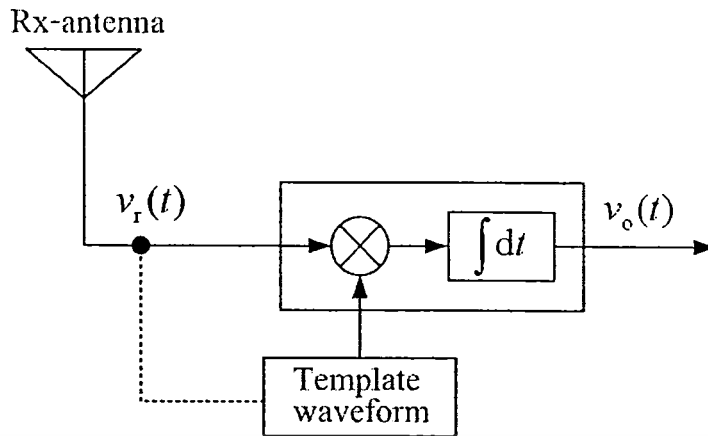 Rx-antenna
v_r(t)
∫dt
v_o(t)
Template
waveform